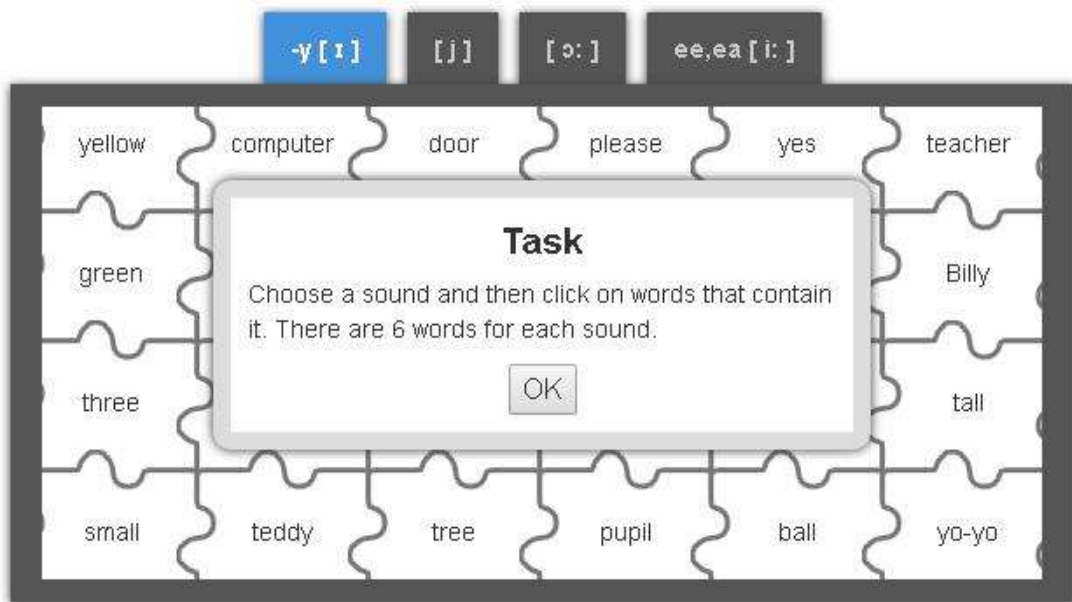 -y [ ɪ ] [ j ] [ ɔː ] ee,ea [ iː ]
yellow computer door please yes teacher
Task
green Billy
Choose a sound and then click on words that contain
it. There are 6 words for each sound.
OK
three tall
small teddy tree pupil ball yo-yo